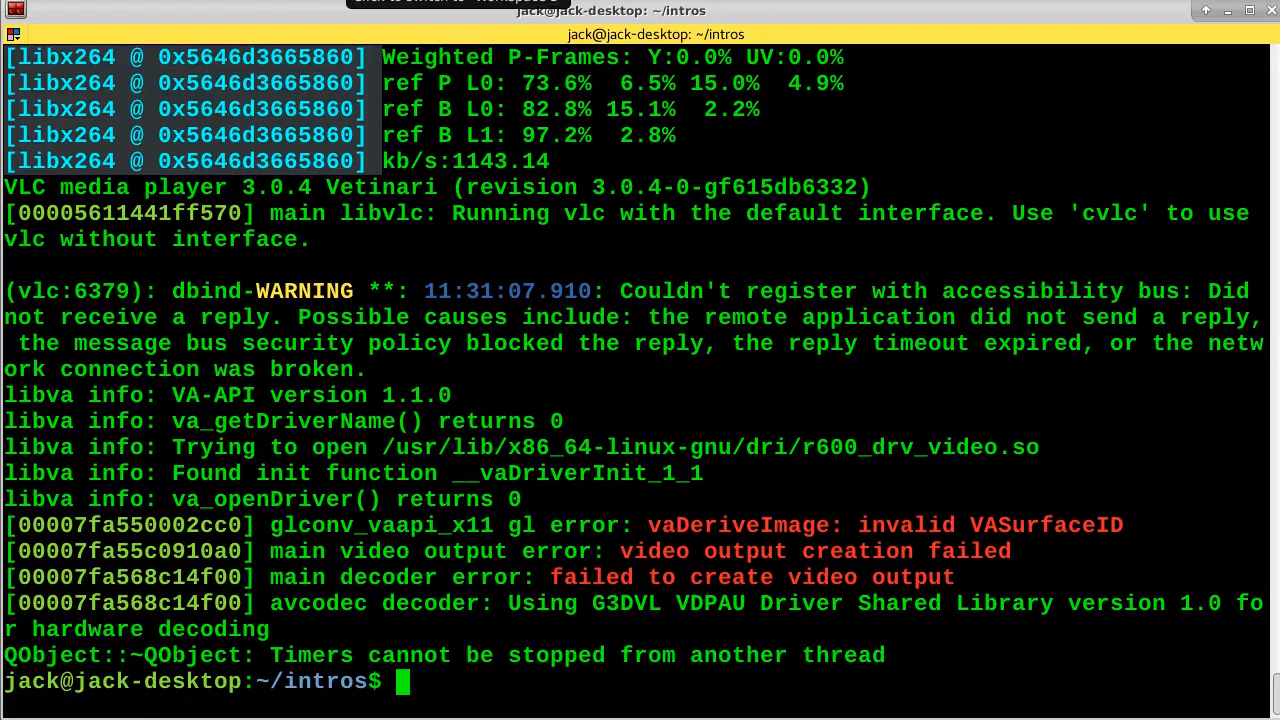 jack@jack-desktop: ~/intros
jack@jack-desktop: ~/intros
[libx264 @ 0x5646d3665860] Weighted P-Frames: Y:0.0% UV:0.0%
[libx264 @ 0x5646d3665860] ref P L0: 73.6%  6.5% 15.0%  4.9%
[libx264 @ 0x5646d3665860] ref B L0: 82.8% 15.1%  2.2%
[libx264 @ 0x5646d3665860] ref B L1: 97.2%  2.8%
[libx264 @ 0x5646d3665860] kb/s:1143.14
VLC media player 3.0.4 Vetinari (revision 3.0.4-0-gf615db6332)
[00005611441ff570] main libvlc: Running vlc with the default interface. Use 'cvlc' to use
vlc without interface.
(vlc:6379): dbind-WARNING **: 11:31:07.910: Couldn't register with accessibility bus: Did
not receive a reply. Possible causes include: the remote application did not send a reply,
the message bus security policy blocked the reply, the reply timeout expired, or the netw
ork connection was broken.
libva info: VA-API version 1.1.0
libva info: va_getDriverName() returns 0
libva info: Trying to open /usr/lib/x86_64-linux-gnu/dri/r600_drv_video.so
libva info: Found init function __vaDriverInit_1_1
libva info: va_openDriver() returns 0
[00007fa550002cc0] glconv_vaapi_x11 gl error: vaDeriveImage: invalid VASurfaceID
[00007fa55c0910a0] main video output error: video output creation failed
[00007fa568c14f00] main decoder error: failed to create video output
[00007fa568c14f00] avcodec decoder: Using G3DVL VDPAU Driver Shared Library version 1.0 fo
r hardware decoding
QObject::~QObject: Timers cannot be stopped from another thread
jack@jack-desktop:~/intros$